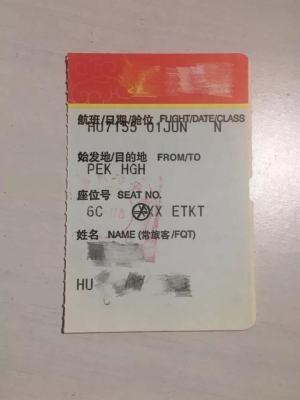 航班/日期/舱位 FLIGHT/DATE/CLASS
HU7155 01JUN N
始发地/目的地 FROM/TO
PEK HGH
座位号 SEAT NO.
6C XX ETKT
姓名 NAME (常旅客/FQT)
HU